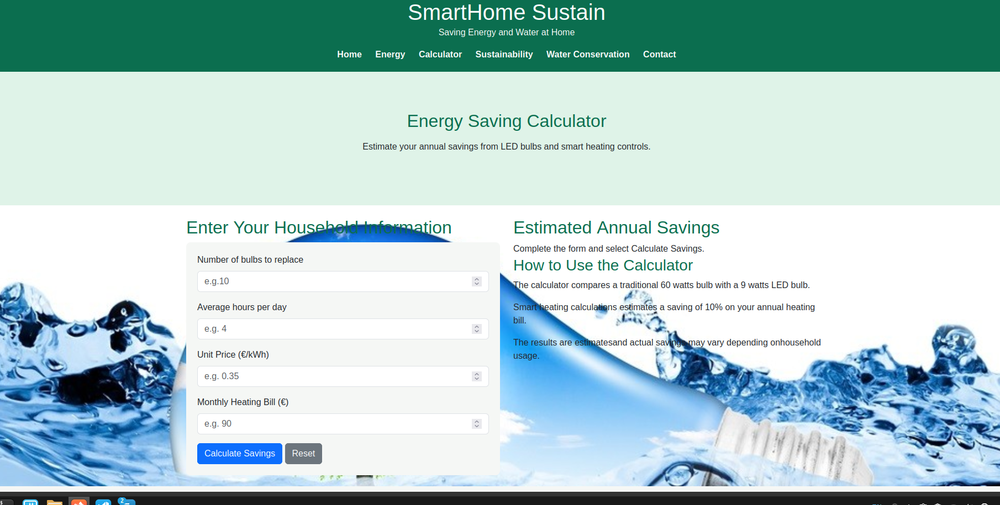 SmartHome Sustain
Saving Energy and Water at Home
Home Energy Calculator Sustainability Water Conservation Contact
Energy Saving Calculator
Estimate your annual savings from LED bulbs and smart heating controls.
Enter Your Household Information
Number of bulbs to replace
e.g.10
Average hours per day
e.g. 4
Unit Price (€/kWh)
e.g. 0.35
Monthly Heating Bill (€)
e.g. 90
Calculate Savings Reset
Estimated Annual Savings
Complete the form and select Calculate Savings.
How to Use the Calculator
The calculator compares a traditional 60 watts bulb with a 9 watts LED bulb.
Smart heating calculations estimates a saving of 10% on your annual heating
bill.
The results are estimatesand actual savings may vary depending onhousehold
usage.
$
2